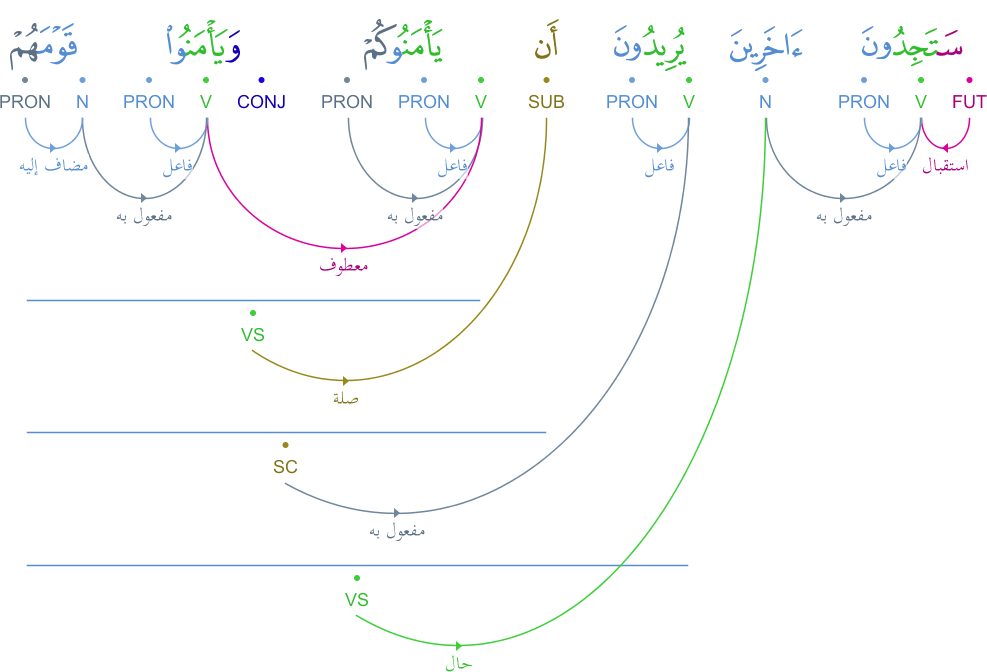 سَتَجِدُونَ ءَاخَرِينَ يُرِيدُونَ أَن يَأْمَنُوكُمْ وَيَأْمَنُوا۟ قَوْمَهُمْ
FUT V PRON N V PRON SUB V PRON PRON CONJ V PRON N PRON
استقبال فاعل فاعل فاعل فاعل مضاف إليه
مفعول به مفعول به مفعول به
معطوف
VS
صلة
SC
مفعول به
VS
حال